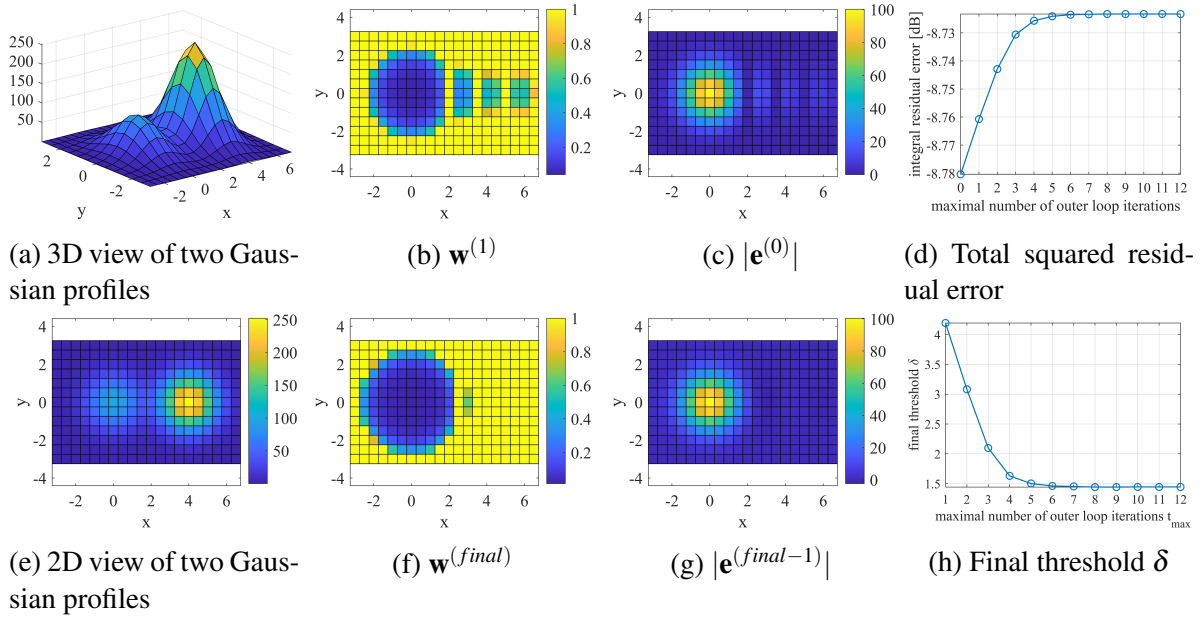 250
200
150
100
50
2
0
-2
y
-2
0
2
4
6
x
(a) 3D view of two Gaus-
sian profiles
4
2
0
-2
-4
y
-2 0 2 4 6
x
1
0.8
0.6
0.4
0.2
(b) w^(1)
4
2
0
-2
-4
y
-2 0 2 4 6
x
100
80
60
40
20
0
(c) |e^(0)|
integral residual error [dB]
-8.73
-8.74
-8.75
-8.76
-8.77
-8.78
0 1 2 3 4 5 6 7 8 9 10 11 12
maximal number of outer loop iterations
(d) Total squared resid-
ual error
4
2
0
-2
-4
y
-2 0 2 4 6
x
250
200
150
100
50
(e) 2D view of two Gaus-
sian profiles
4
2
0
-2
-4
y
-2 0 2 4 6
x
1
0.8
0.6
0.4
0.2
(f) w^(final)
4
2
0
-2
-4
y
-2 0 2 4 6
x
100
80
60
40
20
0
(g) |e^(final−1)|
final threshold δ
4
3.5
3
2.5
2
1.5
1 2 3 4 5 6 7 8 9 10 11 12
maximal number of outer loop iterations t_max
(h) Final threshold δ